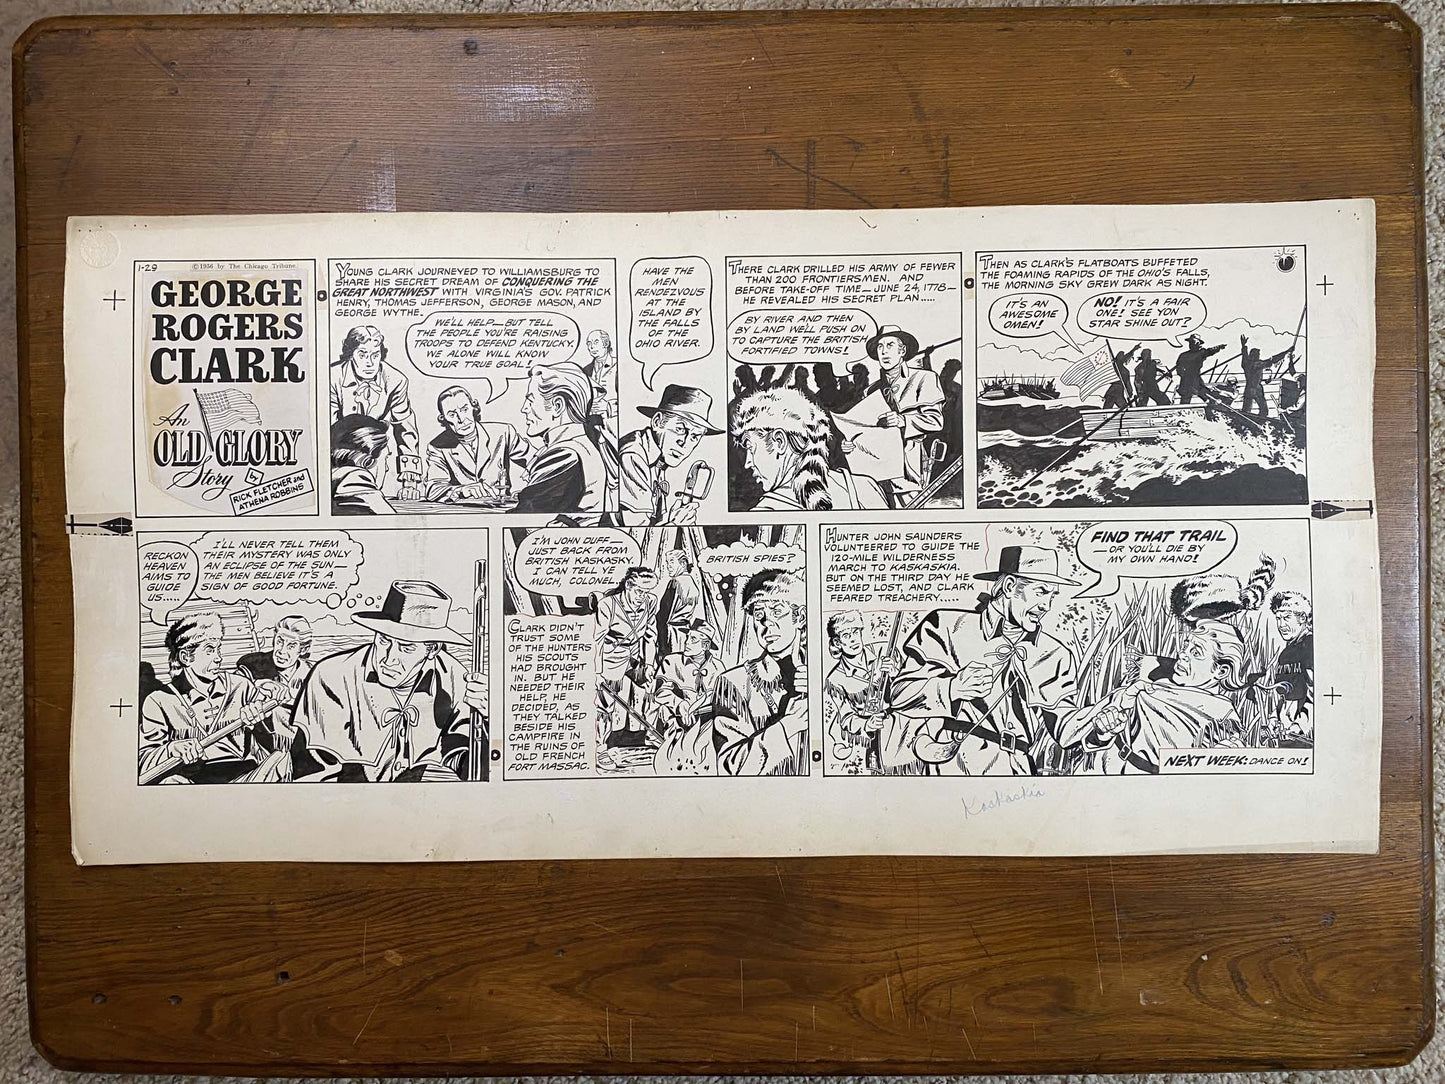 1-29
©1956 by The Chicago Tribune.
GEORGE
ROGERS
CLARK
An
OLD GLORY
Story
by
RICK FLETCHER and
ATHENA ROBBINS
YOUNG CLARK JOURNEYED TO WILLIAMSBURG TO
SHARE HIS SECRET DREAM OF CONQUERING THE
GREAT NORTHWEST WITH VIRGINIA'S GOV. PATRICK
HENRY, THOMAS JEFFERSON, GEORGE MASON, AND
GEORGE WYTHE.
WE'LL HELP—BUT TELL
THE PEOPLE YOU'RE RAISING
TROOPS TO DEFEND KENTUCKY.
WE ALONE WILL KNOW
YOUR TRUE GOAL!
HAVE THE
MEN
RENDEZVOUS
AT THE
ISLAND BY
THE FALLS
OF THE
OHIO RIVER.
THERE CLARK DRILLED HIS ARMY OF FEWER
THAN 200 FRONTIERSMEN. AND
BEFORE TAKE-OFF TIME—JUNE 24, 1778—
HE REVEALED HIS SECRET PLAN.....
BY RIVER AND THEN
BY LAND WE'LL PUSH ON
TO CAPTURE THE BRITISH
FORTIFIED TOWNS!
THEN AS CLARK'S FLATBOATS BUFFETED
THE FOAMING RAPIDS OF THE OHIO'S FALLS,
THE MORNING SKY GREW DARK AS NIGHT.
IT'S AN
AWESOME
OMEN!
NO! IT'S A FAIR
ONE! SEE YON
STAR SHINE OUT?
RECKON
HEAVEN
AIMS TO
GUIDE
US.....
I'LL NEVER TELL THEM
THEIR MYSTERY WAS ONLY
AN ECLIPSE OF THE SUN—
THE MEN BELIEVE IT'S A
SIGN OF GOOD FORTUNE.
I'M JOHN DUFF—
JUST BACK FROM
BRITISH KASKASKY.
I CAN TELL YE
MUCH, COLONEL.
BRITISH SPIES?
CLARK DIDN'T
TRUST SOME
OF THE HUNTERS
HIS SCOUTS
HAD BROUGHT
IN. BUT HE
NEEDED THEIR
HELP, HE
DECIDED, AS
THEY TALKED
BESIDE HIS
CAMPFIRE IN
THE RUINS OF
OLD FRENCH
FORT MASSAC.
HUNTER JOHN SAUNDERS
VOLUNTEERED TO GUIDE THE
120-MILE WILDERNESS
MARCH TO KASKASKIA.
BUT ON THE THIRD DAY HE
SEEMED LOST, AND CLARK
FEARED TREACHERY.....
FIND THAT TRAIL
—OR YOU'LL DIE BY
MY OWN HAND!
NEXT WEEK: DANCE ON!
Kaskaskia